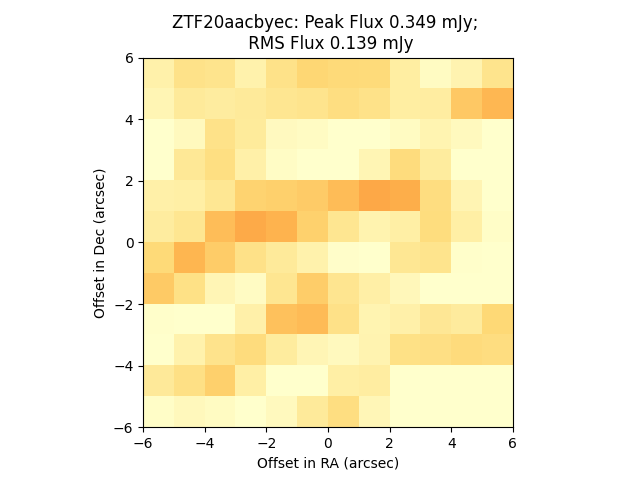 ZTF20aacbyec: Peak Flux 0.349 mJy;
RMS Flux 0.139 mJy
6
4
2
0
−2
−4
−6
Offset in Dec (arcsec)
−6 −4 −2 0 2 4 6
Offset in RA (arcsec)